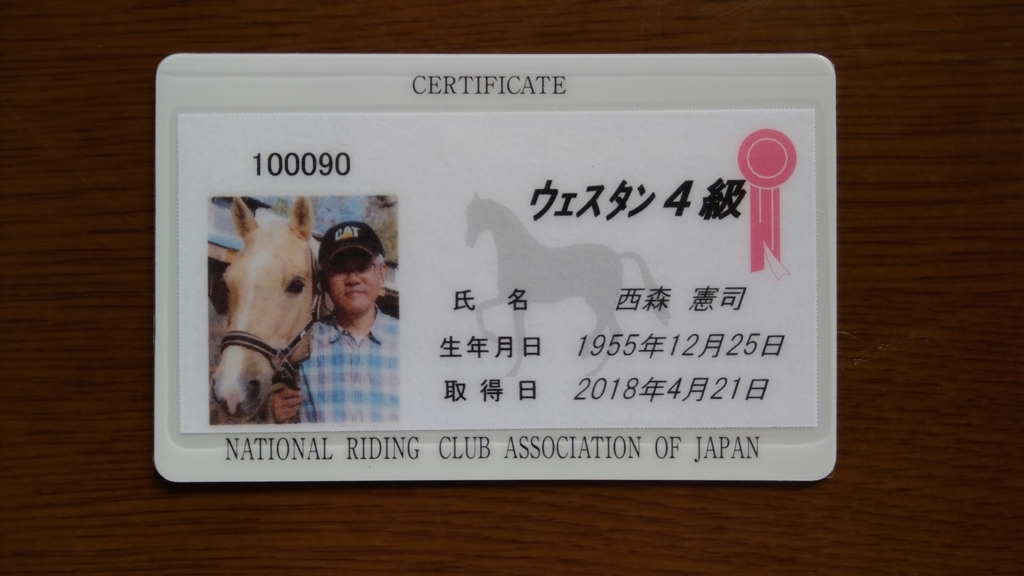 CERTIFICATE
100090
ウェスタン４級
CAT
氏 名 西森 憲司
生年月日 1955年12月25日
取 得 日 2018年4月21日
NATIONAL RIDING CLUB ASSOCIATION OF JAPAN